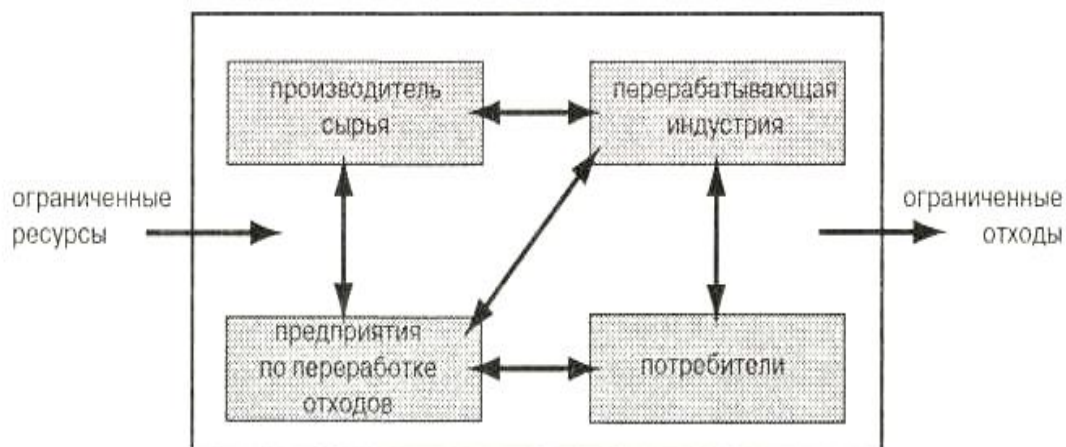 производитель
сырья
перерабатывающая
индустрия
ограниченные
ресурсы
ограниченные
отходы
предприятия
по переработке
отходов
потребители